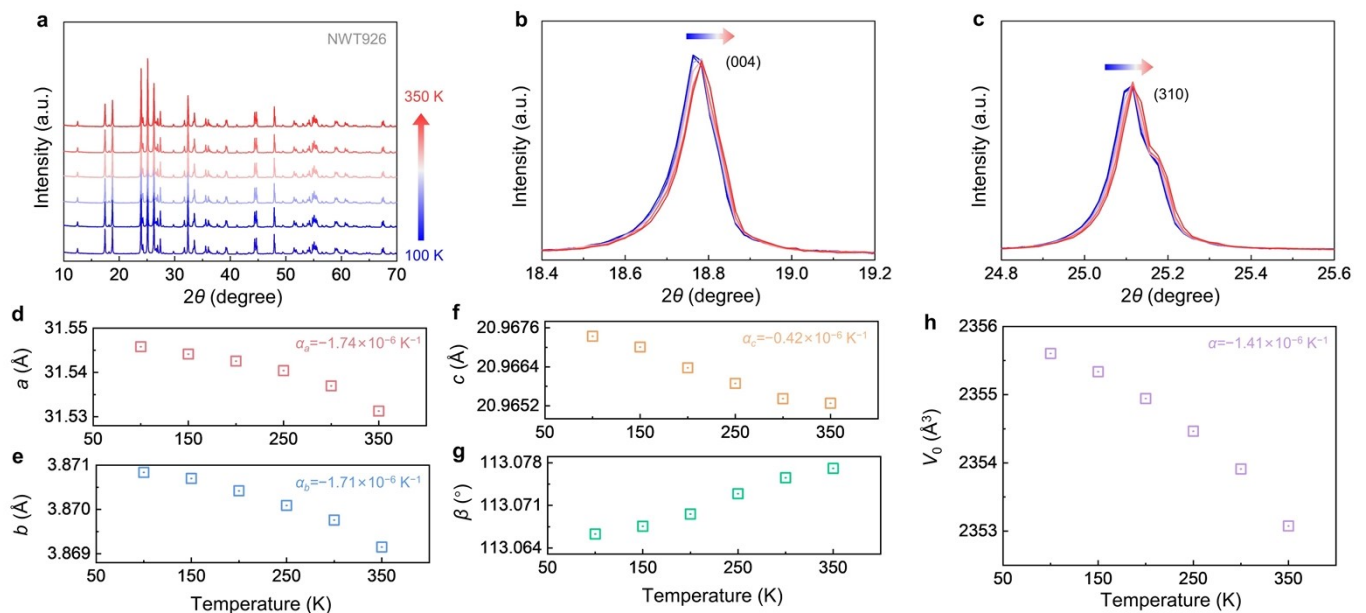 a
NWT926
350 K
100 K
Intensity (a.u.)
10 20 30 40 50 60 70
2θ (degree)
b
(004)
Intensity (a.u.)
18.4 18.6 18.8 19.0 19.2
2θ (degree)
c
(310)
Intensity (a.u.)
24.8 25.0 25.2 25.4 25.6
2θ (degree)
d
αa=−1.74×10⁻⁶ K⁻¹
31.55
31.54
31.53
a (Å)
50 150 250 350
e
αb=−1.71×10⁻⁶ K⁻¹
3.871
3.870
3.869
b (Å)
50 150 250 350
Temperature (K)
f
αc=−0.42×10⁻⁶ K⁻¹
20.9676
20.9664
20.9652
c (Å)
50 150 250 350
g
113.078
113.071
113.064
β (°)
50 150 250 350
Temperature (K)
h
α=−1.41×10⁻⁶ K⁻¹
2356
2355
2354
2353
V₀ (Å³)
50 150 250 350
Temperature (K)